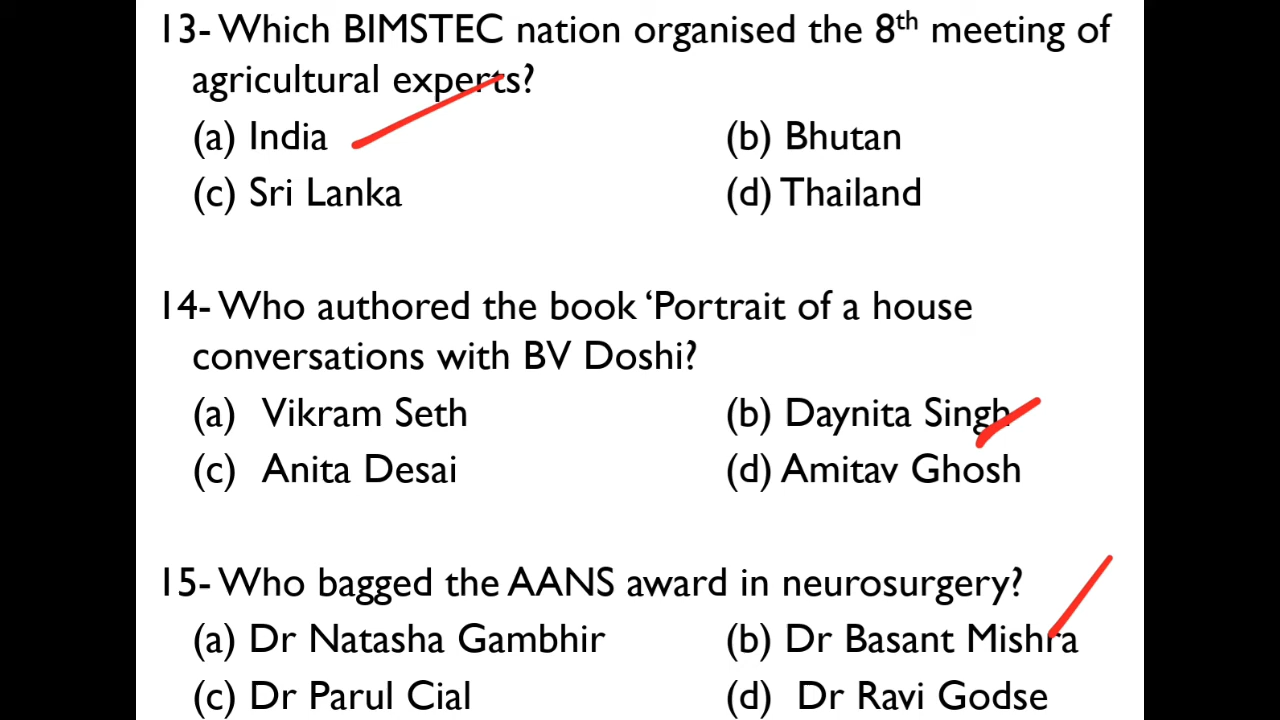 13- Which BIMSTEC nation organised the 8th meeting of
agricultural experts?
(a) India (b) Bhutan
(c) Sri Lanka (d) Thailand
14- Who authored the book ‘Portrait of a house
conversations with BV Doshi?
(a) Vikram Seth (b) Daynita Singh
(c) Anita Desai (d) Amitav Ghosh
15- Who bagged the AANS award in neurosurgery?
(a) Dr Natasha Gambhir (b) Dr Basant Mishra
(c) Dr Parul Cial (d) Dr Ravi Godse